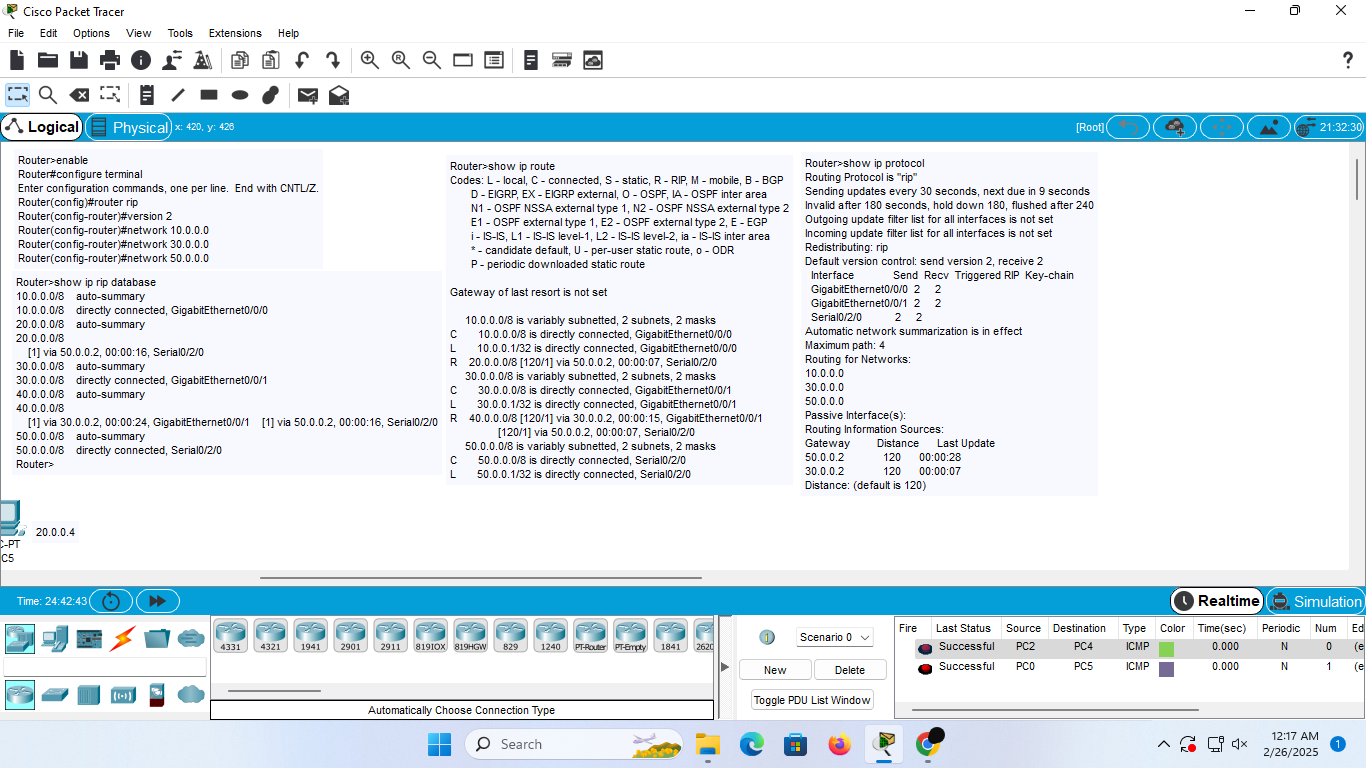 Cisco Packet Tracer
File Edit Options View Tools Extensions Help
Logical
Physical
x: 420, y: 426
[Root]
21:32:30
Router>enable
Router#configure terminal
Enter configuration commands, one per line. End with CNTL/Z.
Router(config)#router rip
Router(config-router)#version 2
Router(config-router)#network 10.0.0.0
Router(config-router)#network 30.0.0.0
Router(config-router)#network 50.0.0.0
Router>show ip rip database
10.0.0.0/8 auto-summary
10.0.0.0/8 directly connected, GigabitEthernet0/0/0
20.0.0.0/8 auto-summary
20.0.0.0/8
[1] via 50.0.0.2, 00:00:16, Serial0/2/0
30.0.0.0/8 auto-summary
30.0.0.0/8 directly connected, GigabitEthernet0/0/1
40.0.0.0/8 auto-summary
40.0.0.0/8
[1] via 30.0.0.2, 00:00:24, GigabitEthernet0/0/1 [1] via 50.0.0.2, 00:00:16, Serial0/2/0
50.0.0.0/8 auto-summary
50.0.0.0/8 directly connected, Serial0/2/0
Router>
Router>show ip route
Codes: L - local, C - connected, S - static, R - RIP, M - mobile, B - BGP
D - EIGRP, EX - EIGRP external, O - OSPF, IA - OSPF inter area
N1 - OSPF NSSA external type 1, N2 - OSPF NSSA external type 2
E1 - OSPF external type 1, E2 - OSPF external type 2, E - EGP
i - IS-IS, L1 - IS-IS level-1, L2 - IS-IS level-2, ia - IS-IS inter area
* - candidate default, U - per-user static route, o - ODR
P - periodic downloaded static route
Gateway of last resort is not set
10.0.0.0/8 is variably subnetted, 2 subnets, 2 masks
C 10.0.0.0/8 is directly connected, GigabitEthernet0/0/0
L 10.0.0.1/32 is directly connected, GigabitEthernet0/0/0
R 20.0.0.0/8 [120/1] via 50.0.0.2, 00:00:07, Serial0/2/0
30.0.0.0/8 is variably subnetted, 2 subnets, 2 masks
C 30.0.0.0/8 is directly connected, GigabitEthernet0/0/1
L 30.0.0.1/32 is directly connected, GigabitEthernet0/0/1
R 40.0.0.0/8 [120/1] via 30.0.0.2, 00:00:15, GigabitEthernet0/0/1
[120/1] via 50.0.0.2, 00:00:07, Serial0/2/0
50.0.0.0/8 is variably subnetted, 2 subnets, 2 masks
C 50.0.0.0/8 is directly connected, Serial0/2/0
L 50.0.0.1/32 is directly connected, Serial0/2/0
Router>show ip protocol
Routing Protocol is "rip"
Sending updates every 30 seconds, next due in 9 seconds
Invalid after 180 seconds, hold down 180, flushed after 240
Outgoing update filter list for all interfaces is not set
Incoming update filter list for all interfaces is not set
Redistributing: rip
Default version control: send version 2, receive 2
Interface Send Recv Triggered RIP Key-chain
GigabitEthernet0/0/0 2 2
GigabitEthernet0/0/1 2 2
Serial0/2/0 2 2
Automatic network summarization is in effect
Maximum path: 4
Routing for Networks:
10.0.0.0
30.0.0.0
50.0.0.0
Passive Interface(s):
Routing Information Sources:
Gateway Distance Last Update
50.0.0.2 120 00:00:28
30.0.0.2 120 00:00:07
Distance: (default is 120)
20.0.0.4
C-PT
C5
Time: 24:42:43
Realtime
Simulation
4331 4321 1941 2901 2911 819IOX 819HGW 829 1240 PT-Router PT-Empty 1841 2620
Automatically Choose Connection Type
Scenario 0
New
Delete
Toggle PDU List Window
Fire Last Status Source Destination Type Color Time(sec) Periodic Num Ed
Successful PC2 PC4 ICMP 0.000 N 0 (e
Successful PC0 PC5 ICMP 0.000 N 1 (e
Search
12:17 AM
2/26/2025
1